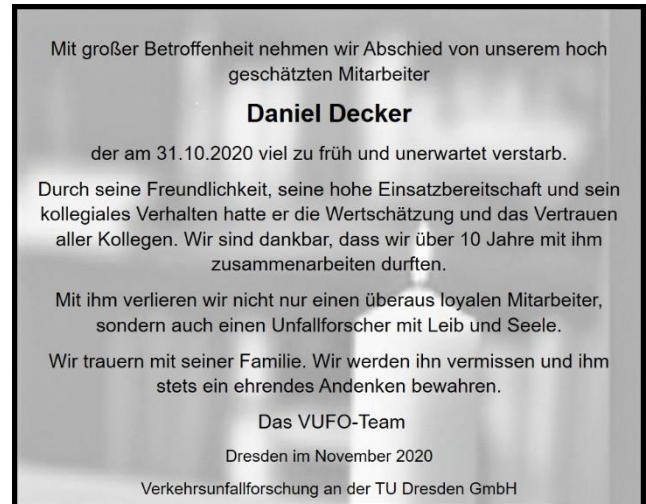 Mit großer Betroffenheit nehmen wir Abschied von unserem hoch
geschätzten Mitarbeiter
Daniel Decker
der am 31.10.2020 viel zu früh und unerwartet verstarb.
Durch seine Freundlichkeit, seine hohe Einsatzbereitschaft und sein
kollegiales Verhalten hatte er die Wertschätzung und das Vertrauen
aller Kollegen. Wir sind dankbar, dass wir über 10 Jahre mit ihm
zusammenarbeiten durften.
Mit ihm verlieren wir nicht nur einen überaus loyalen Mitarbeiter,
sondern auch einen Unfallforscher mit Leib und Seele.
Wir trauern mit seiner Familie. Wir werden ihn vermissen und ihm
stets ein ehrendes Andenken bewahren.
Das VUFO-Team
Dresden im November 2020
Verkehrsunfallforschung an der TU Dresden GmbH